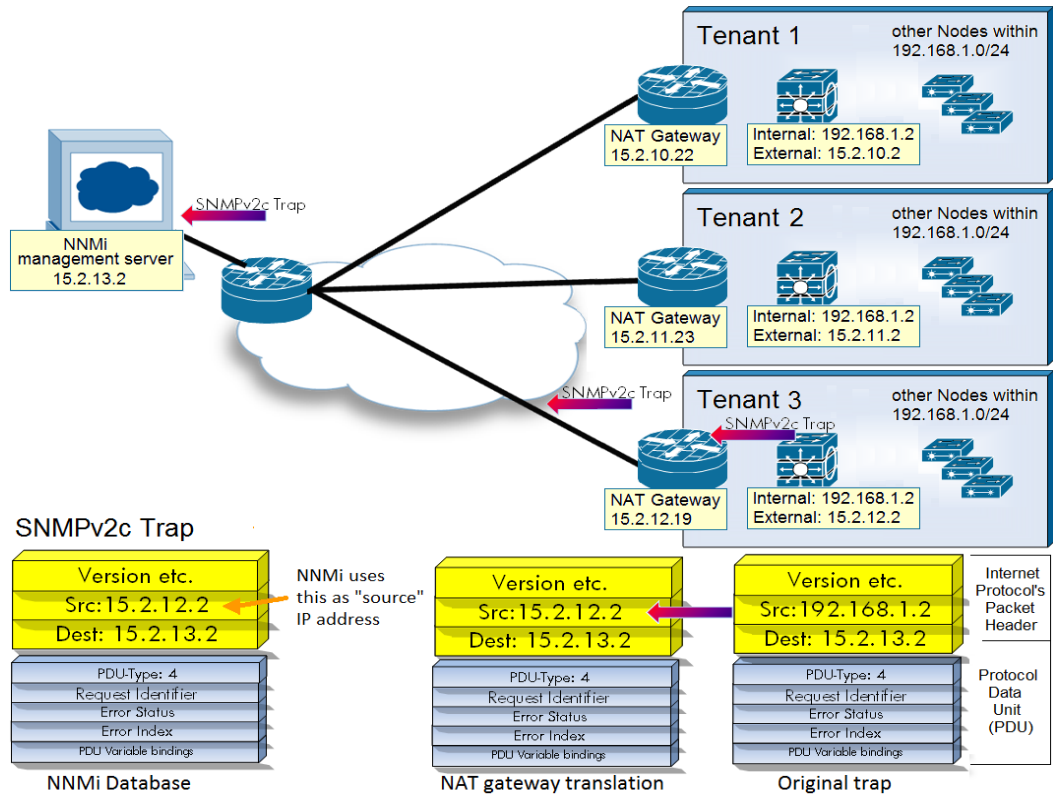 Tenant 1
other Nodes within
192.168.1.0/24
NAT Gateway
15.2.10.22
Internal: 192.168.1.2
External: 15.2.10.2
SNMPv2c Trap
NNMi
management server
15.2.13.2
Tenant 2
other Nodes within
192.168.1.0/24
NAT Gateway
15.2.11.23
Internal: 192.168.1.2
External: 15.2.11.2
SNMPv2c Trap
Tenant 3
other Nodes within
192.168.1.0/24
SNMPv2c Trap
NAT Gateway
15.2.12.19
Internal: 192.168.1.2
External: 15.2.12.2
SNMPv2c Trap
Version etc.
Src:15.2.12.2
Dest: 15.2.13.2
NNMi uses
this as "source"
IP address
PDU-Type: 4
Request Identifier
Error Status
Error Index
PDU Variable bindings
NNMi Database
Version etc.
Src:15.2.12.2
Dest: 15.2.13.2
PDU-Type: 4
Request Identifier
Error Status
Error Index
PDU Variable bindings
NAT gateway translation
Version etc.
Src:192.168.1.2
Dest: 15.2.13.2
PDU-Type: 4
Request Identifier
Error Status
Error Index
PDU Variable bindings
Original trap
Internet
Protocol's
Packet
Header
Protocol
Data
Unit
(PDU)